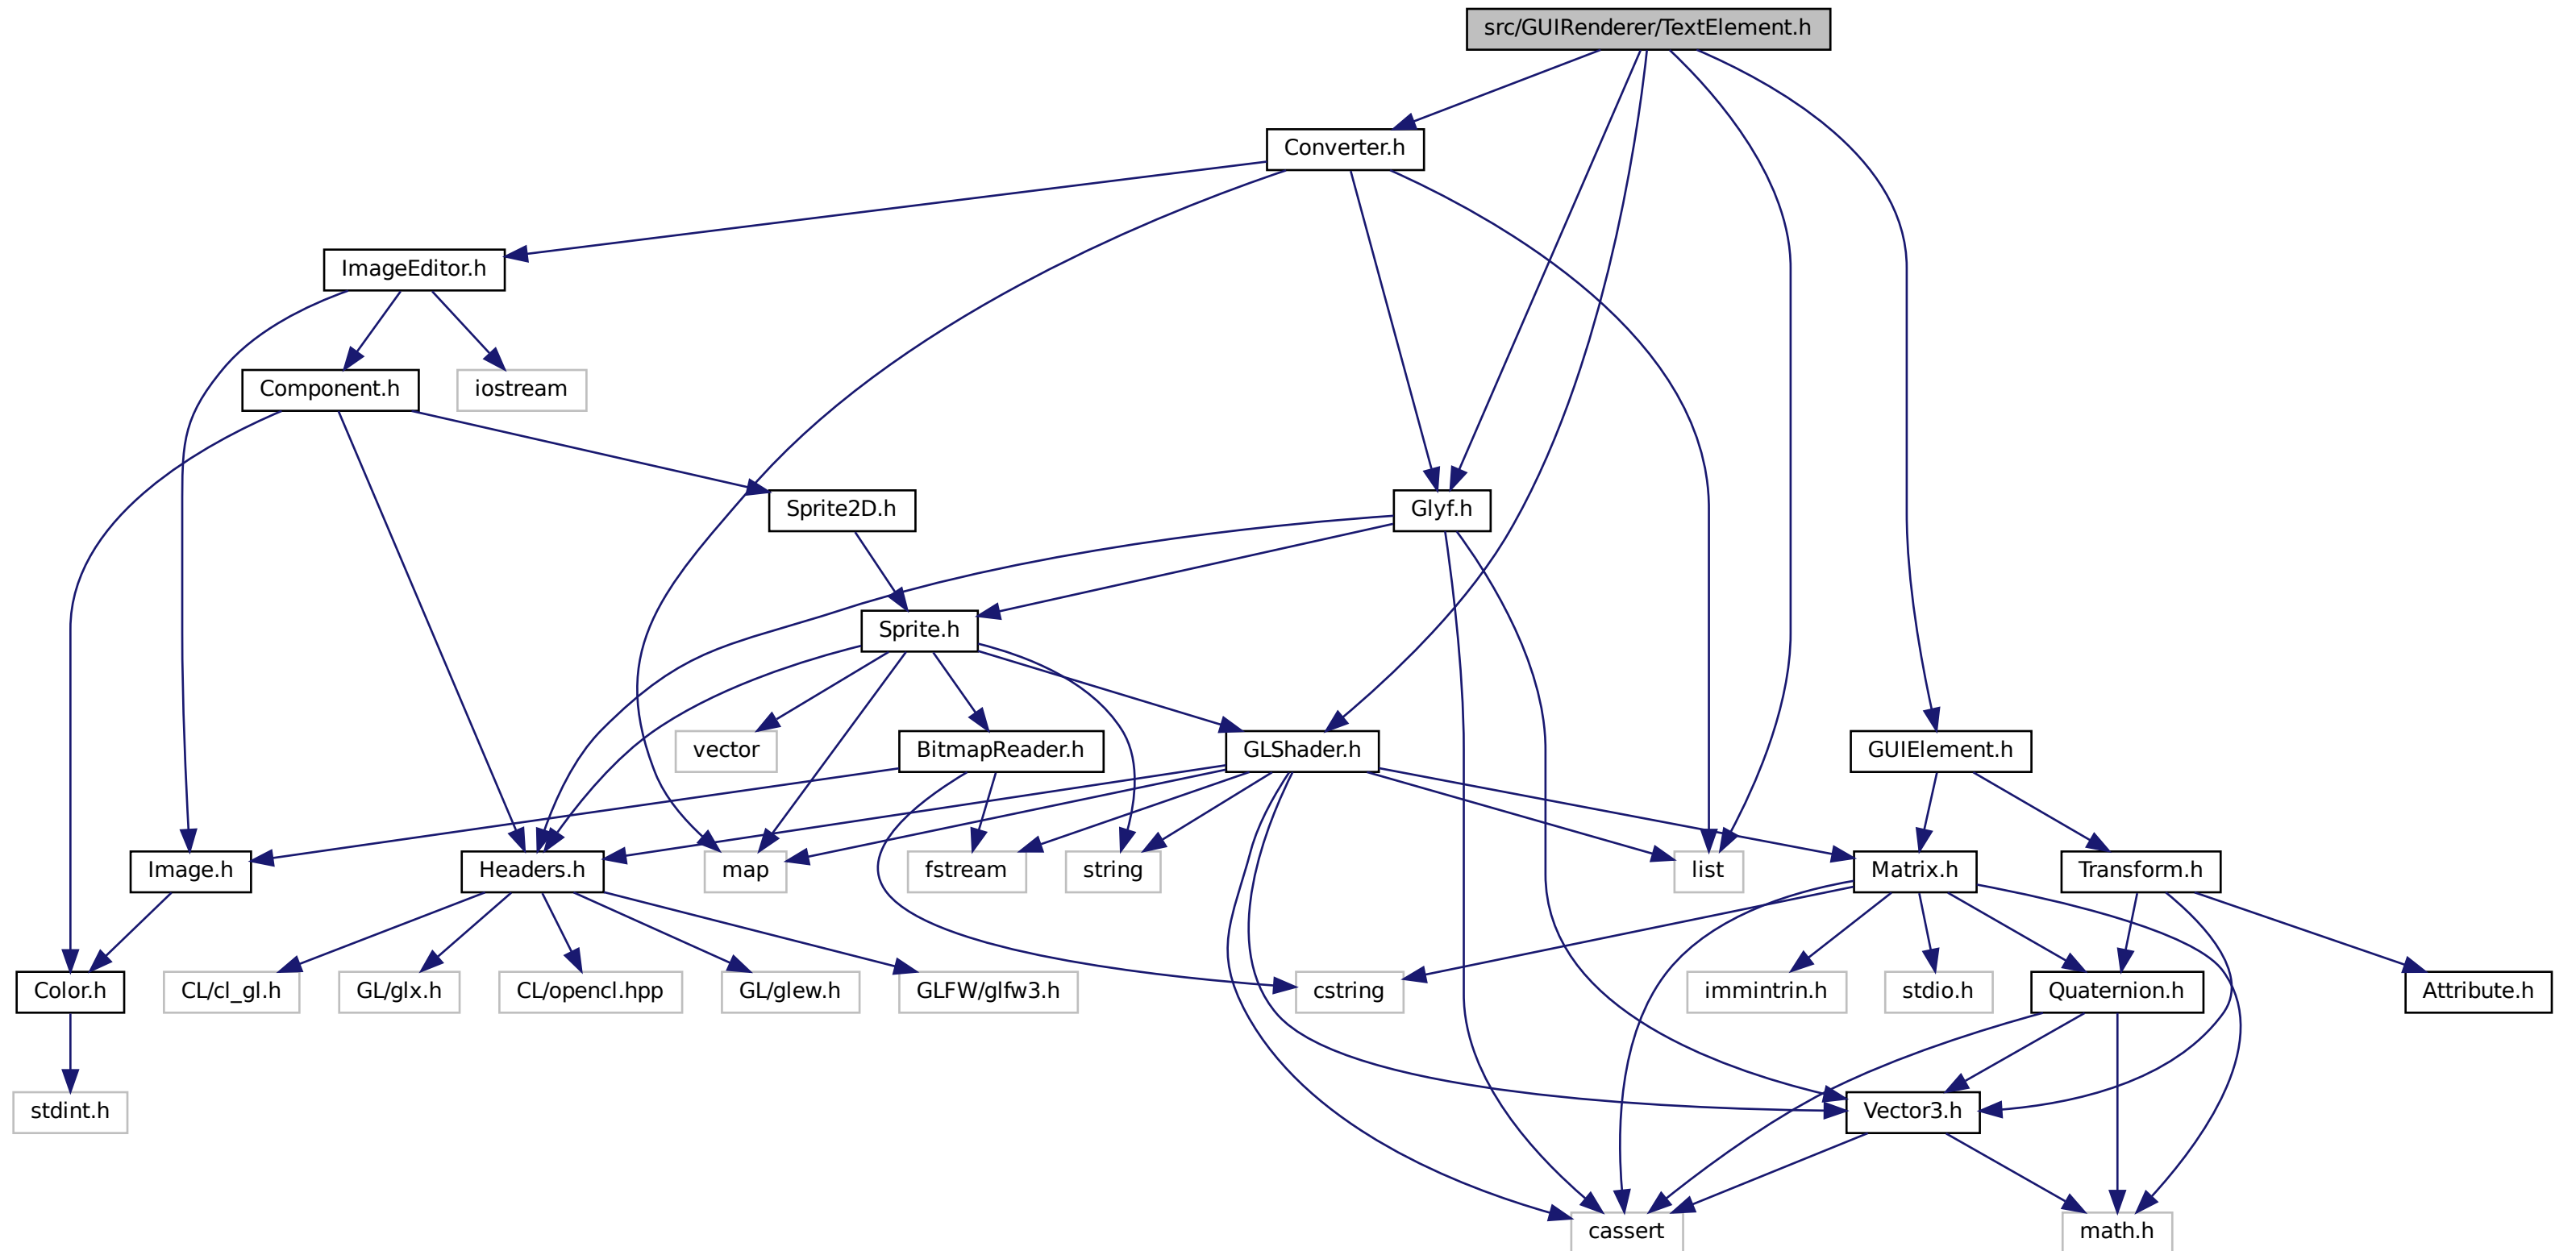 src/GUIRenderer/TextElement.h
Converter.h
ImageEditor.h
Component.h
iostream
Sprite2D.h
Glyf.h
Sprite.h
vector
BitmapReader.h
GLShader.h
GUIElement.h
Image.h
Headers.h
map
fstream
string
list
Matrix.h
Transform.h
Color.h
CL/cl_gl.h
GL/glx.h
CL/opencl.hpp
GL/glew.h
GLFW/glfw3.h
cstring
immintrin.h
stdio.h
Quaternion.h
Attribute.h
stdint.h
Vector3.h
cassert
math.h